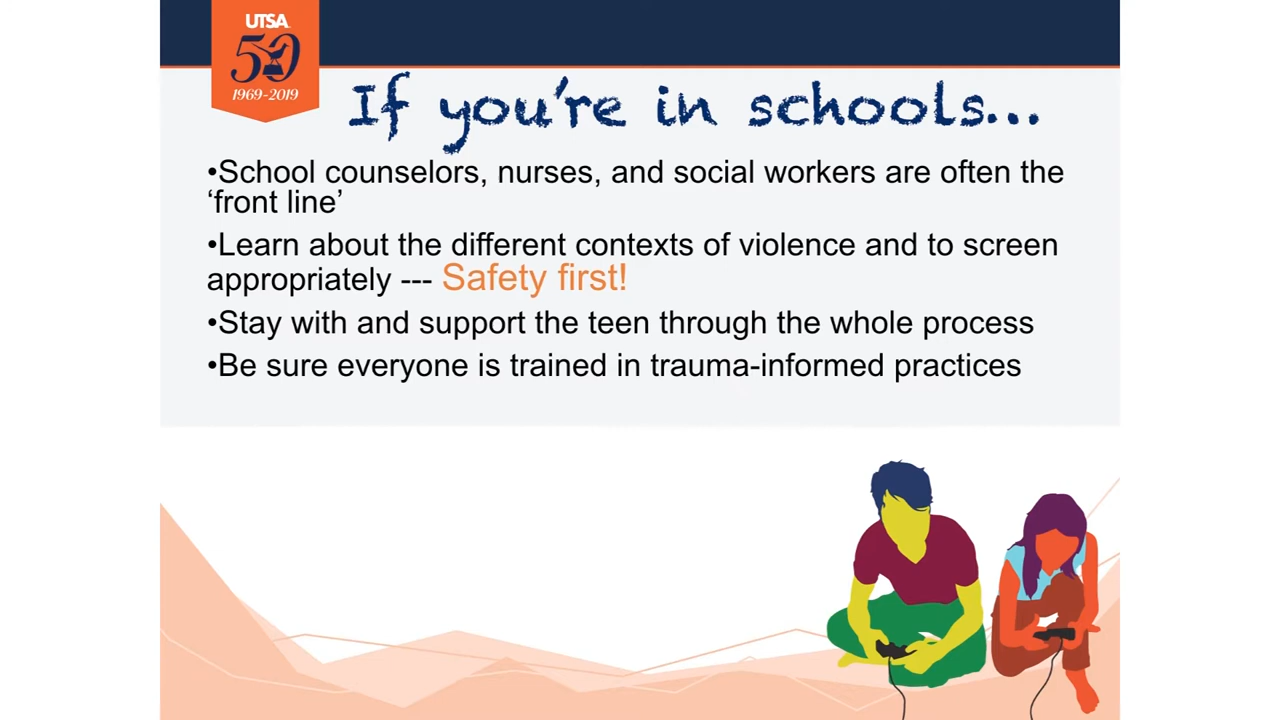 UTSA
50
1969-2019
If you're in schools...
•School counselors, nurses, and social workers are often the
‘front line’
•Learn about the different contexts of violence and to screen
appropriately --- Safety first!
•Stay with and support the teen through the whole process
•Be sure everyone is trained in trauma-informed practices